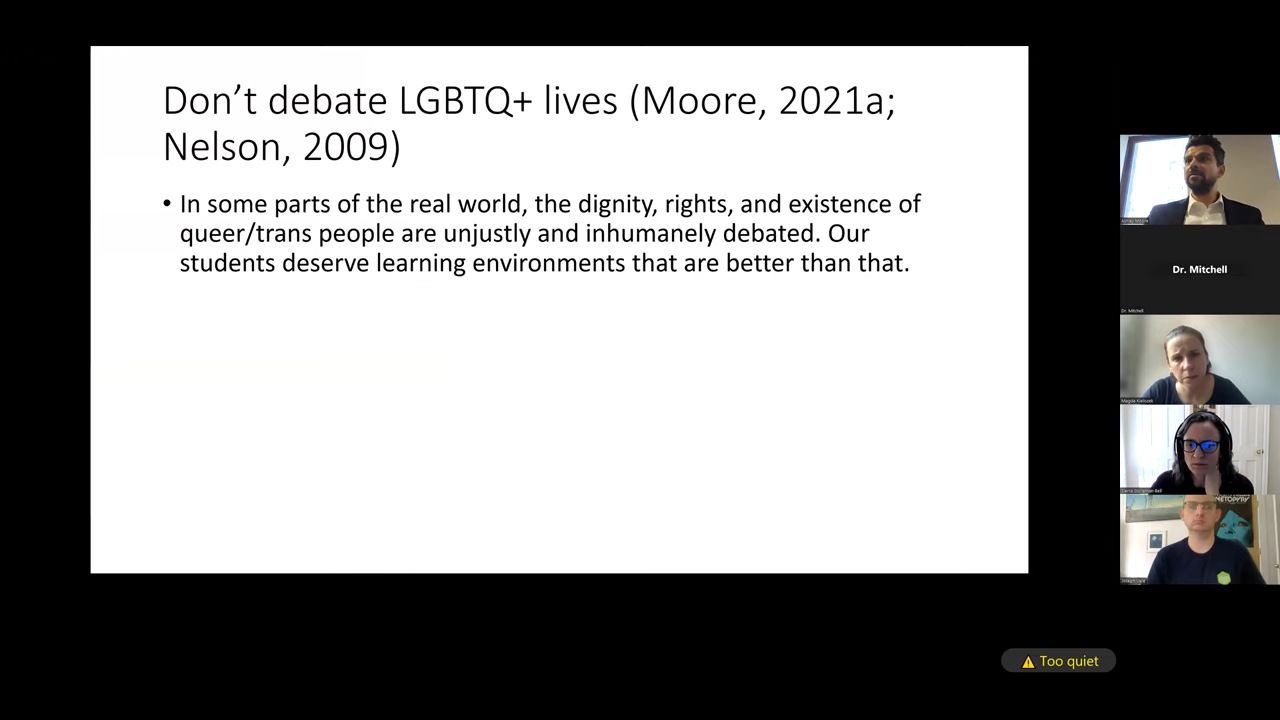 Don't debate LGBTQ+ lives (Moore, 2021a;
Nelson, 2009)
• In some parts of the real world, the dignity, rights, and existence of
queer/trans people are unjustly and inhumanely debated. Our
students deserve learning environments that are better than that.
Dr. Mitchell
Dr. Mitchell
Magda Kieliszek
Too quiet